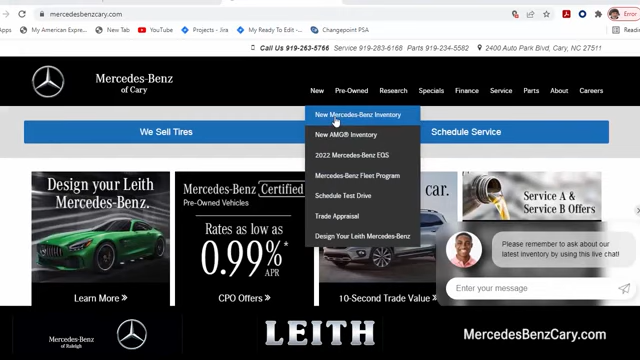 mercedesbenzcary.com
Error
My American Expre...
New Tab
YouTube
Projects - Jira
My Ready To Edit - ...
Readin
Call Us 919-263-5766 Service 919-283-6168 Parts 919-234-5582 2400 Auto Park Blvd, Cary, NC 27511
Mercedes-Benz
of Cary
New Pre-Owned Research Specials Finance Service Parts About Careers
New Mercedes-Benz Inventory
New AMG® Inventory
2022 Mercedes-Benz EQS
Mercedes-Benz Fleet Program
Schedule Test Drive
Trade Appraisal
Design Your Leith Mercedes-Benz
We Sell Tires
Schedule Service
Design your Leith
Mercedes.
Learn More »
Mercedes-Benz Certified
Pre-Owned Vehicles
Rates as low as
0.99%*
APR
CPO Offers »
car.
10-Second Trade Value »
Service A &
Service B Offers
Please remember to ask about our
latest inventory by using this live chat!
Enter your message
Mercedes-Benz
of Raleigh
LEITH
MercedesBenzCary.com